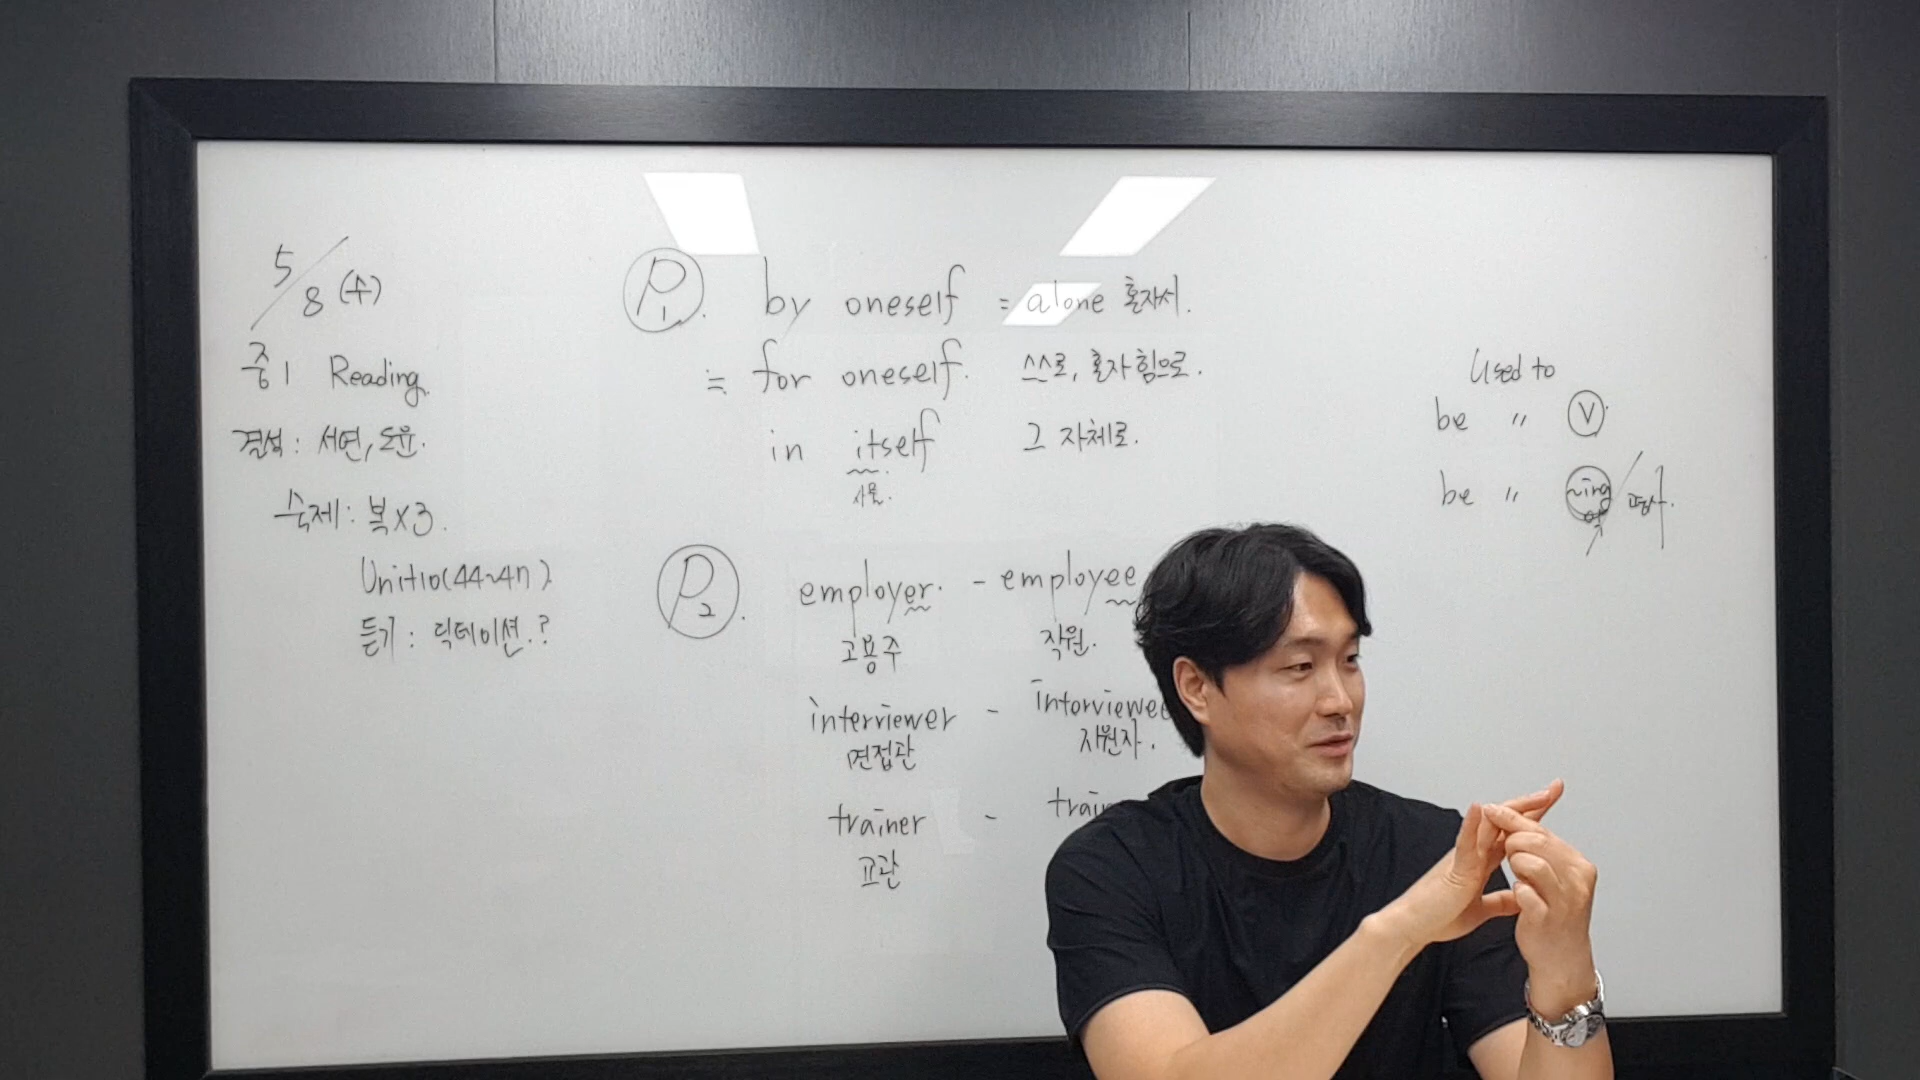 5/8 (수)
중1 Reading
결석: 서연, 도윤.
숙제: 복x3.
Unit10(44~47)
듣기: 딕테이션.?
P1. by oneself = alone 혼자서.
≒ for oneself. 스스로, 혼자 힘으로.
in itself 그 자체로.
사물.
P2. employer. - employee
고용주 직원.
interviewer - interviewee
면접관 지원자.
trainer - train
교관
Used to
be " V
be " ~ing / 명사.